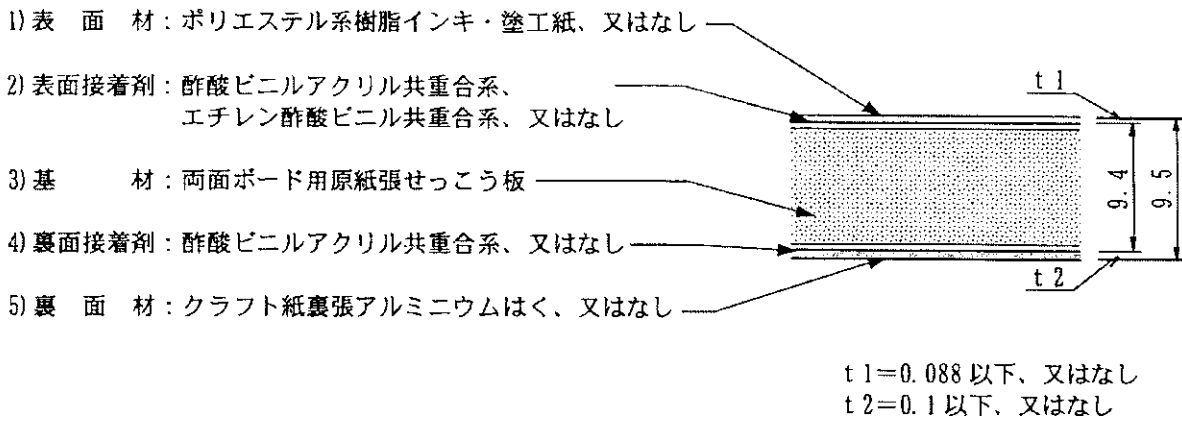 1)表　面　材：ポリエステル系樹脂インキ・塗工紙、又はなし
2)表面接着剤：酢酸ビニルアクリル共重合系、
エチレン酢酸ビニル共重合系、又はなし
3)基　　　材：両面ボード用原紙張せっこう板
4)裏面接着剤：酢酸ビニルアクリル共重合系、又はなし
5)裏　面　材：クラフト紙裏張アルミニウムはく、又はなし
t1
9.4
9.5
t2
t1＝0.088以下、又はなし
t2＝0.1以下、又はなし